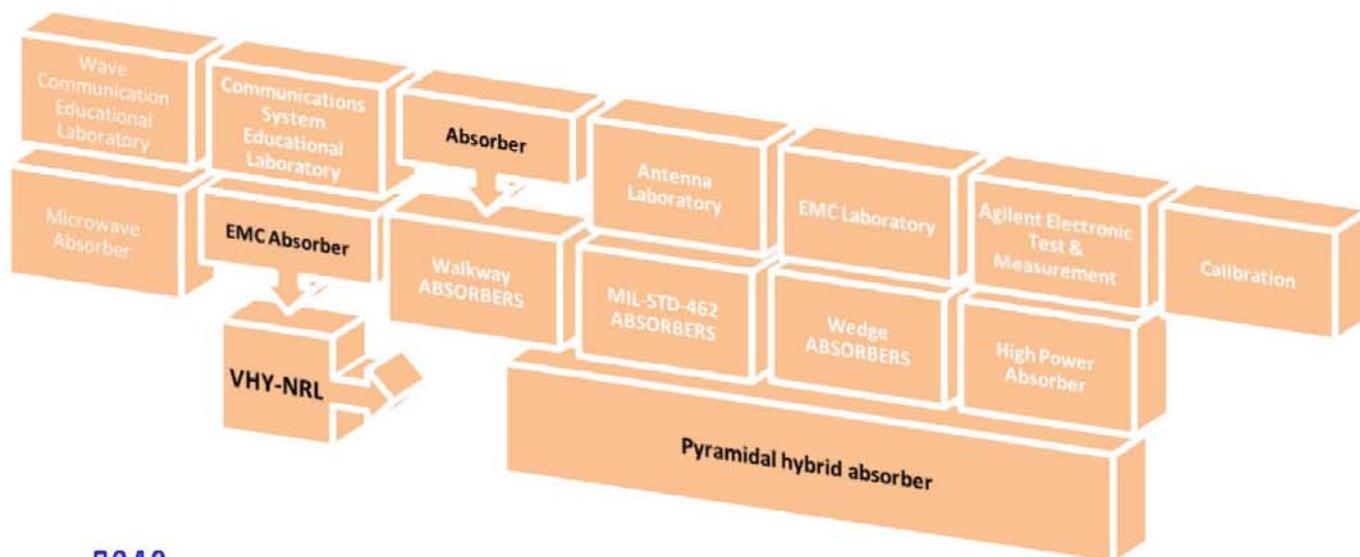 Wave
Communication
Educational
Laboratory
Communications
System
Educational
Laboratory
Absorber
Antenna
Laboratory
EMC Laboratory
Agilent Electronic
Test &
Measurement
Calibration
Microwave
Absorber
EMC Absorber
Walkway
ABSORBERS
MIL-STD-462
ABSORBERS
Wedge
ABSORBERS
High Power
Absorber
VHY-NRL
Pyramidal hybrid absorber